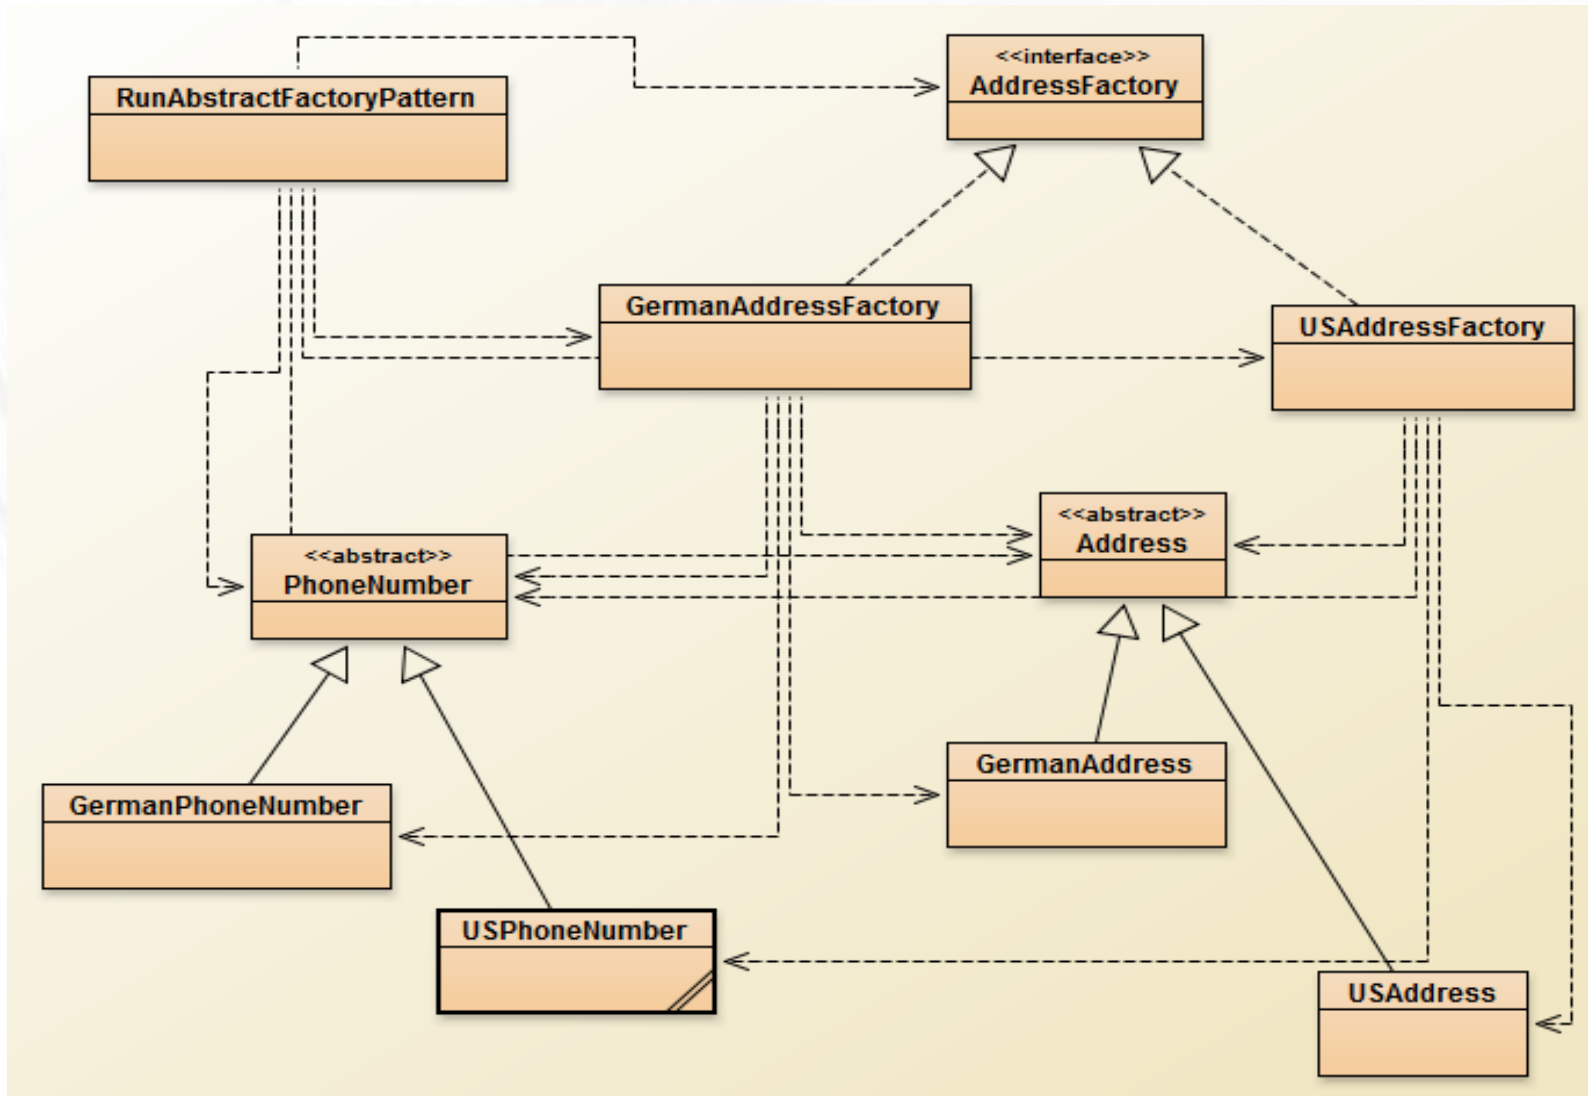 RunAbstractFactoryPattern
<<interface>>
AddressFactory
GermanAddressFactory
USAddressFactory
<<abstract>>
Address
<<abstract>>
PhoneNumber
GermanAddress
GermanPhoneNumber
USPhoneNumber
USAddress